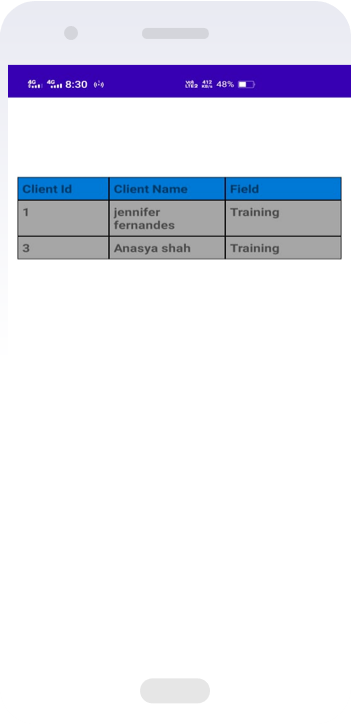 4G 4G 8:30 Vo) LTE2 412 KB/s 48%
Client Id Client Name Field
1 jennifer Training
fernandes
3 Anasya shah Training